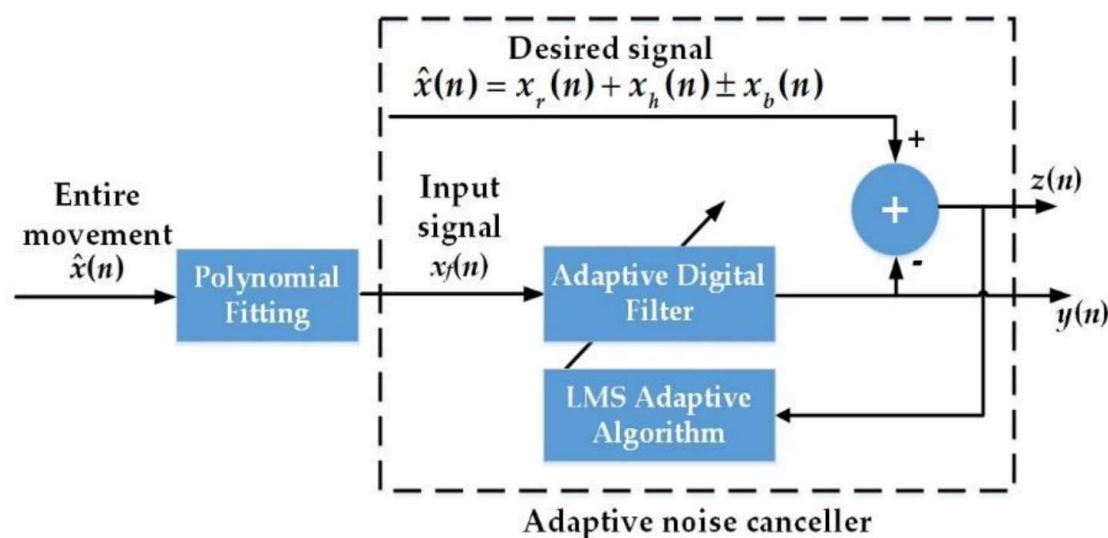 Desired signal
x̂(n) = x_r(n) + x_h(n) ± x_b(n)
+
Entire
movement
x̂(n)
Polynomial
Fitting
Input
signal
x_f(n)
Adaptive Digital
Filter
+
z(n)
-
y(n)
LMS Adaptive
Algorithm
Adaptive noise canceller